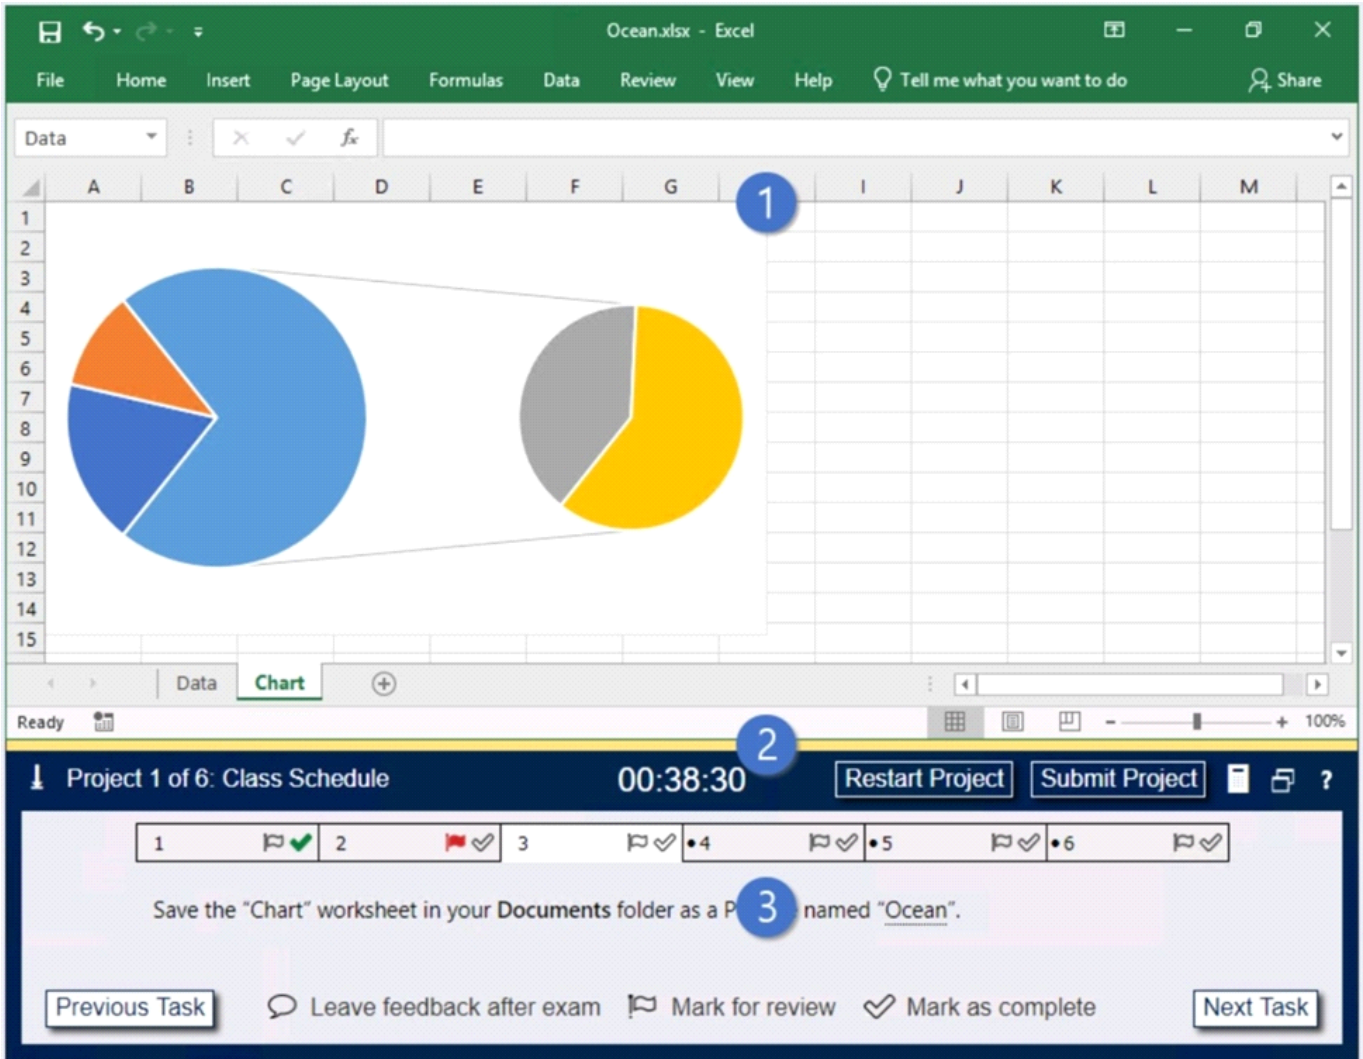 Ocean.xlsx - Excel
File Home Insert Page Layout Formulas Data Review View Help Tell me what you want to do Share
Data fx
A B C D E F G I J K L M
1
1
2
3
4
5
6
7
8
9
10
11
12
13
14
15
Data Chart
Ready 100%
2
Project 1 of 6: Class Schedule 00:38:30 Restart Project Submit Project ?
1 2 3 •4 •5 •6
Save the “Chart” worksheet in your Documents folder as a P 3 named “Ocean”.
Previous Task Leave feedback after exam Mark for review Mark as complete Next Task